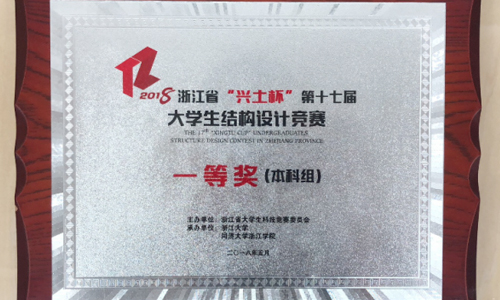 2018 浙江省“兴土杯”第十七届
大学生结构设计竞赛
THE 17th "XINGTU CUP" UNDERGRADUATES
STRUCTURE DESIGN CONTEST IN ZHEJIANG PROVINCE
一等奖(本科组)
主办单位:浙江省大学生科技竞赛委员会
承办单位:浙江大学
同济大学浙江学院
二〇一八年五月